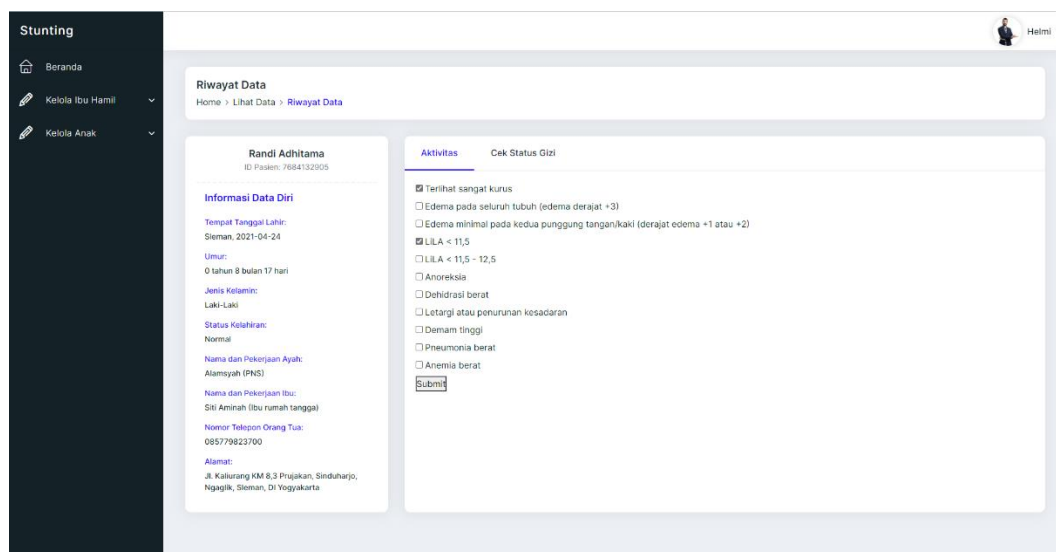 Stunting
Helmi
Beranda
Kelola Ibu Hamil
Kelola Anak
Riwayat Data
Home > Lihat Data > Riwayat Data
Randi Adhitama
ID Pasien: 7684132905
Informasi Data Diri
Tempat Tanggal Lahir:
Sleman, 2021-04-24
Umur:
0 tahun 8 bulan 17 hari
Jenis Kelamin:
Laki-Laki
Status Kelahiran:
Normal
Nama dan Pekerjaan Ayah:
Alamsyah (PNS)
Nama dan Pekerjaan Ibu:
Siti Aminah (Ibu rumah tangga)
Nomor Telepon Orang Tua:
085779823700
Alamat:
Jl. Kaliurang KM 8,3 Prujakan, Sinduharjo,
Ngaglik, Sleman, DI Yogyakarta
Aktivitas Cek Status Gizi
Terlihat sangat kurus
Edema pada seluruh tubuh (edema derajat +3)
Edema minimal pada kedua punggung tangan/kaki (derajat edema +1 atau +2)
LiLA < 11,5
LiLA < 11,5 - 12,5
Anoreksia
Dehidrasi berat
Letargi atau penurunan kesadaran
Demam tinggi
Pneumonia berat
Anemia berat
Submit